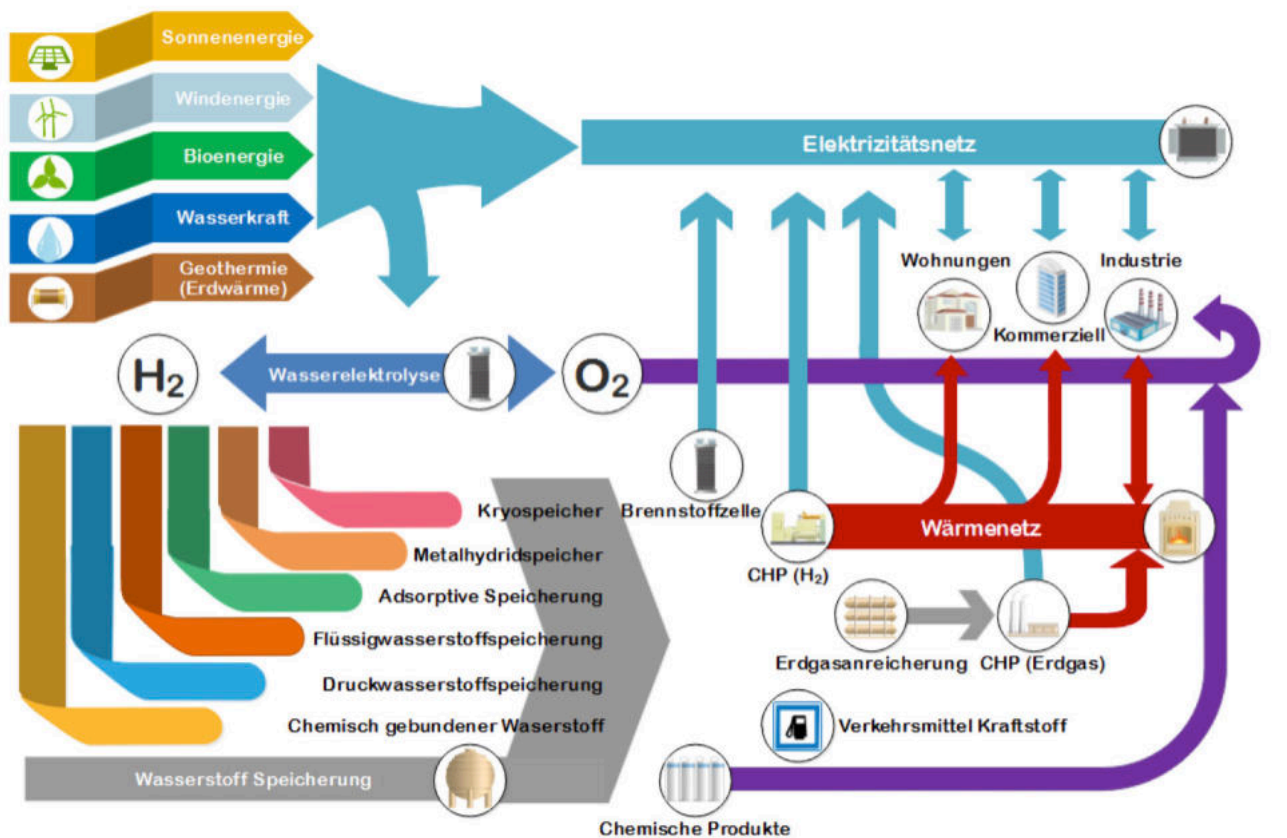 Sonnenenergie
Windenergie
Bioenergie
Wasserkraft
Geothermie
(Erdwärme)
Elektrizitätsnetz
Wohnungen
Kommerziell
Industrie
H2
Wasserelektrolyse
O2
Brennstoffzelle
CHP (H2)
Wärmenetz
Erdgasanreicherung
CHP (Erdgas)
Kryospeicher
Metalhydridspeicher
Adsorptive Speicherung
Flüssigwasserstoffspeicherung
Druckwasserstoffspeicherung
Chemisch gebundener Waserstoff
Wasserstoff Speicherung
Verkehrsmittel Kraftstoff
Chemische Produkte